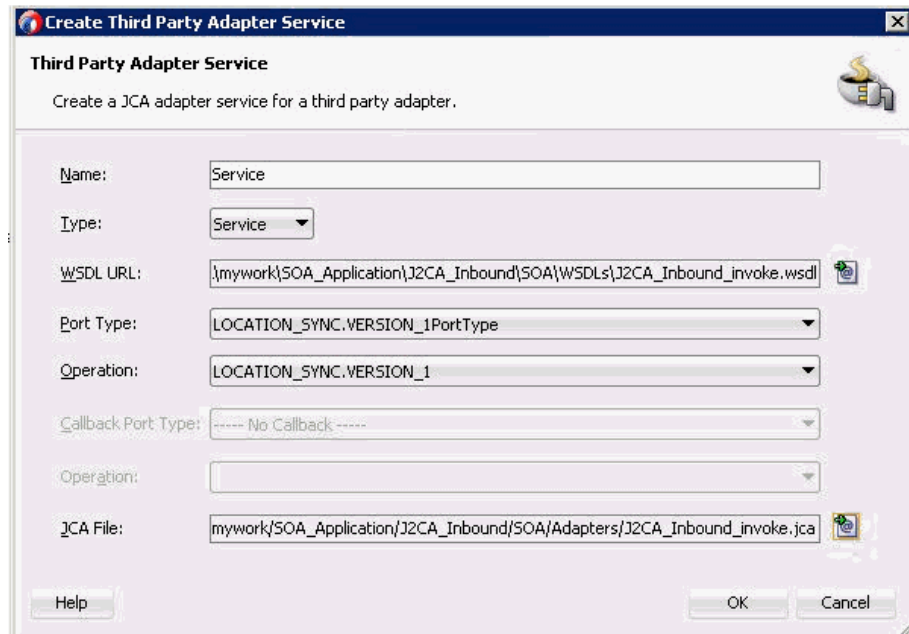 Create Third Party Adapter Service
Third Party Adapter Service
Create a JCA adapter service for a third party adapter.
Name: Service
Type: Service
WSDL URL: .\mywork\SOA_Application\J2CA_Inbound\SOA\WSDLs\J2CA_Inbound_invoke.wsdl
Port Type: LOCATION_SYNC.VERSION_1PortType
Operation: LOCATION_SYNC.VERSION_1
Callback Port Type: ----- No Callback -----
Operation:
JCA File: mywork/SOA_Application/J2CA_Inbound/SOA/Adapters/J2CA_Inbound_invoke.jca
Help OK Cancel